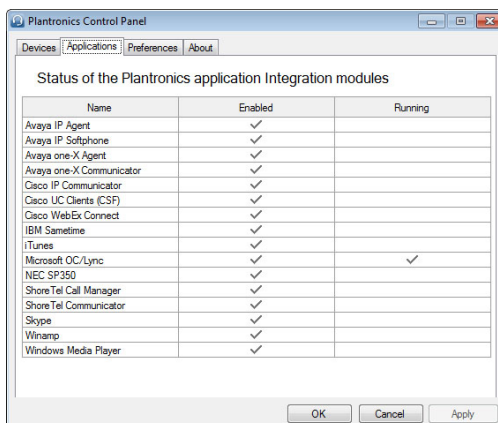 Plantronics Control Panel
Devices Applications Preferences About
Status of the Plantronics application Integration modules
Name Enabled Running
Avaya IP Agent ✓
Avaya IP Softphone ✓
Avaya one-X Agent ✓
Avaya one-X Communicator ✓
Cisco IP Communicator ✓
Cisco UC Clients (CSF) ✓
Cisco WebEx Connect ✓
IBM Sametime ✓
iTunes ✓
Microsoft OC/Lync ✓ ✓
NEC SP350 ✓
ShoreTel Call Manager ✓
ShoreTel Communicator ✓
Skype ✓
Winamp ✓
Windows Media Player ✓
OK Cancel Apply